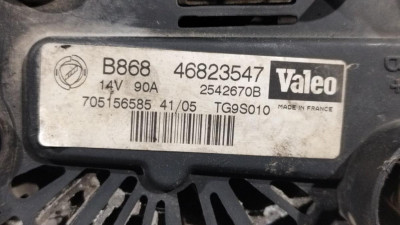 B868 46823547 Valeo
14V 90A 2542670B
705156585 41/05 TG9S010 MADE IN FRANCE